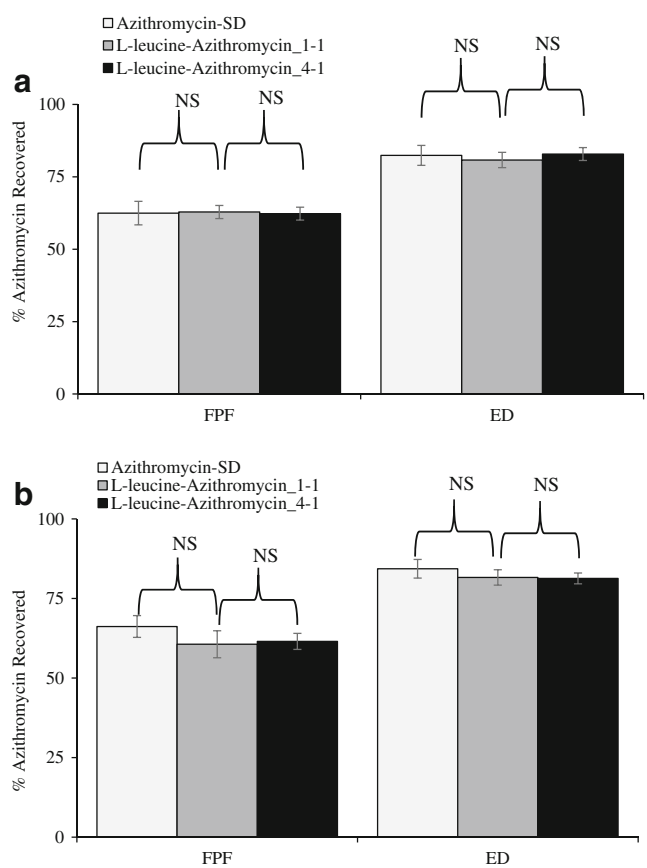 Azithromycin-SD
L-leucine-Azithromycin_1-1
L-leucine-Azithromycin_4-1
a
NS
NS
NS
NS
100
75
50
25
0
% Azithromycin Recovered
FPF
ED
Azithromycin-SD
L-leucine-Azithromycin_1-1
L-leucine-Azithromycin_4-1
b
NS
NS
NS
NS
100
75
50
25
0
% Azithromycin Recovered
FPF
ED